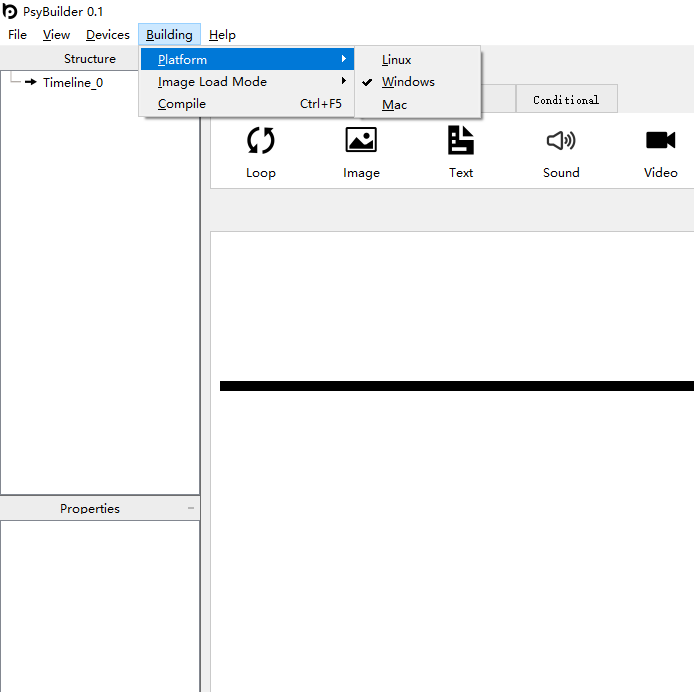 PsyBuilder 0.1
File View Devices Building Help
Structure
Timeline_0
Platform
Image Load Mode
Compile Ctrl+F5
Linux
Windows
Mac
Conditional
Loop Image Text Sound Video
Properties